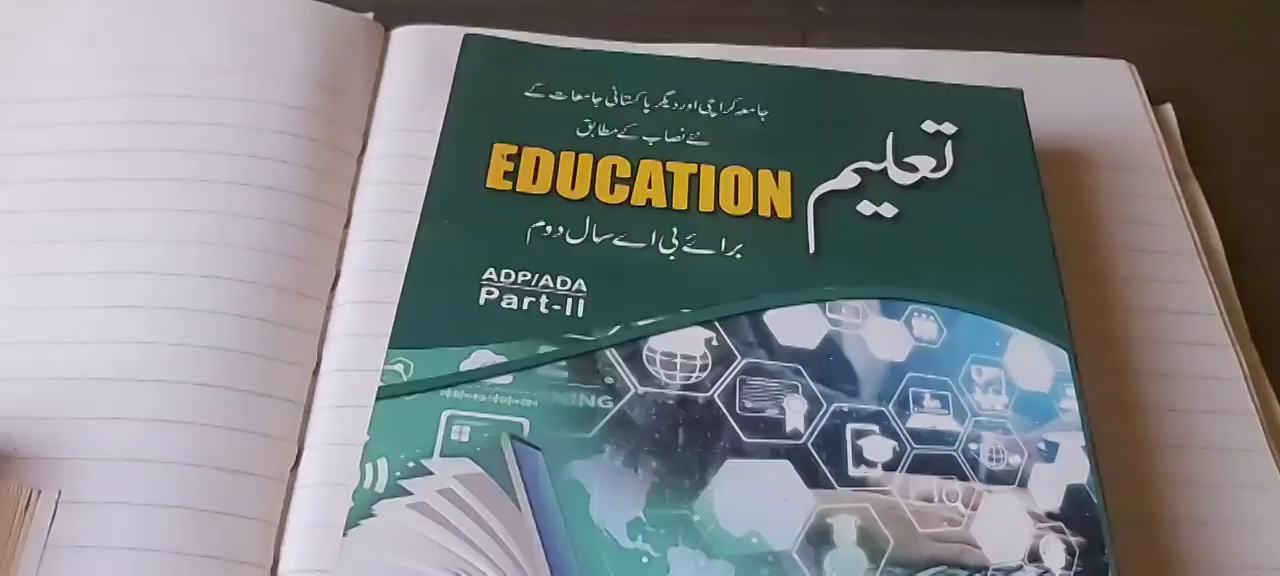 جامعہ کراچی اور دیگر پاکستانی جامعات کے
نئے نصاب کے مطابق
تعلیم
EDUCATION
برائے بی اے سال دوم
ADP/ADA
Part-II